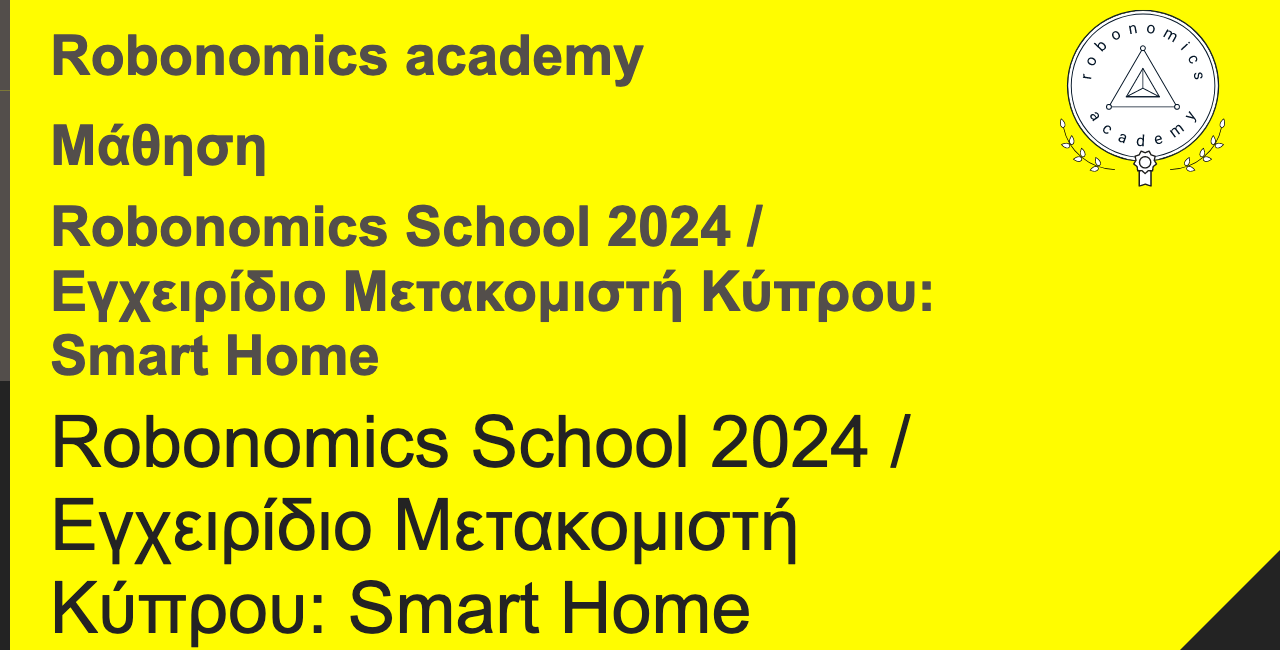 Robonomics academy
robonomics
academy
Μάθηση
Robonomics School 2024 /
Εγχειρίδιο Μετακομιστή Κύπρου:
Smart Home
Robonomics School 2024 /
Εγχειρίδιο Μετακομιστή
Κύπρου: Smart Home